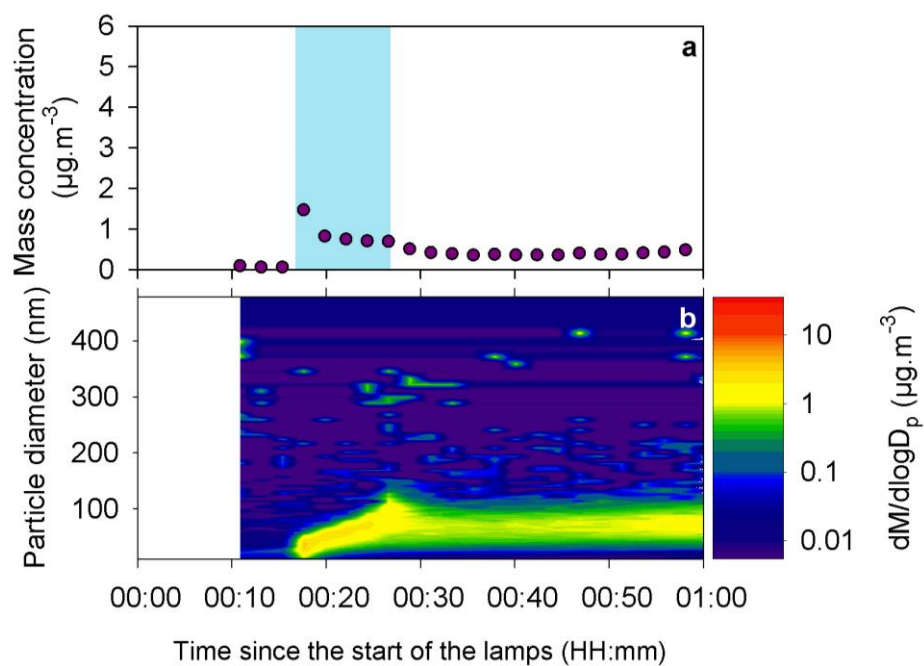 a
Mass concentration
(µg.m⁻³)
6
5
4
3
2
1
0
b
Particle diameter (nm)
400
300
200
100
10
1
0.1
0.01
dM/dlogDₚ (µg.m⁻³)
00:00 00:10 00:20 00:30 00:40 00:50 01:00
Time since the start of the lamps (HH:mm)